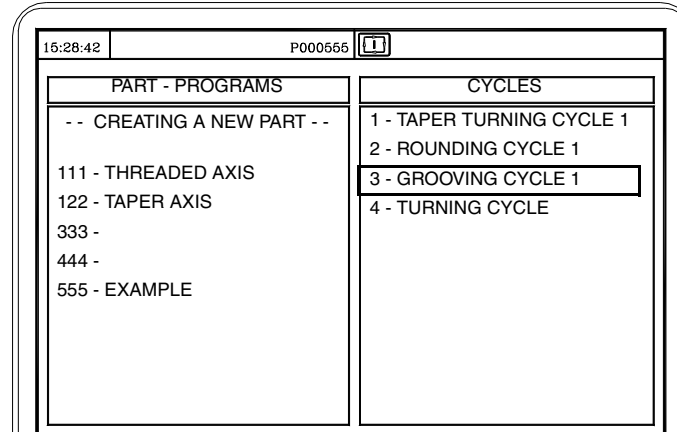 15:28:42 P000555
PART - PROGRAMS
- - CREATING A NEW PART - -
111 - THREADED AXIS
122 - TAPER AXIS
333 -
444 -
555 - EXAMPLE
CYCLES
1 - TAPER TURNING CYCLE 1
2 - ROUNDING CYCLE 1
3 - GROOVING CYCLE 1
4 - TURNING CYCLE